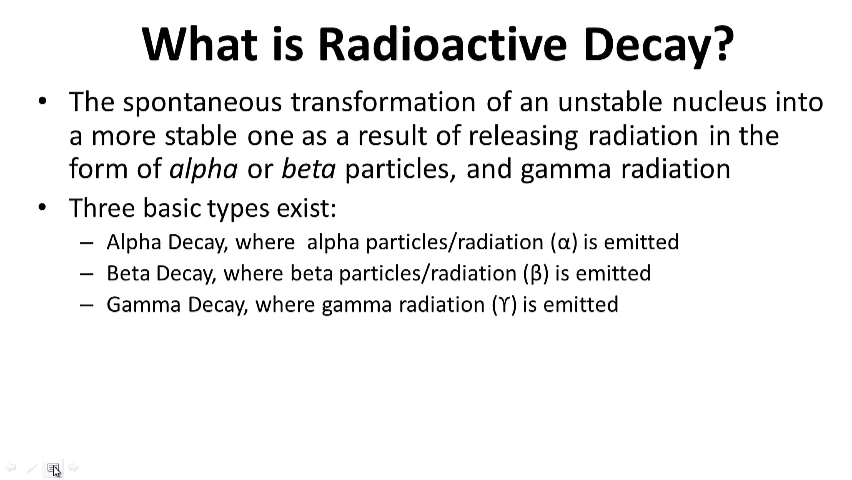 What is Radioactive Decay?
• The spontaneous transformation of an unstable nucleus into
a more stable one as a result of releasing radiation in the
form of alpha or beta particles, and gamma radiation
• Three basic types exist:
– Alpha Decay, where alpha particles/radiation (α) is emitted
– Beta Decay, where beta particles/radiation (β) is emitted
– Gamma Decay, where gamma radiation (ϒ) is emitted